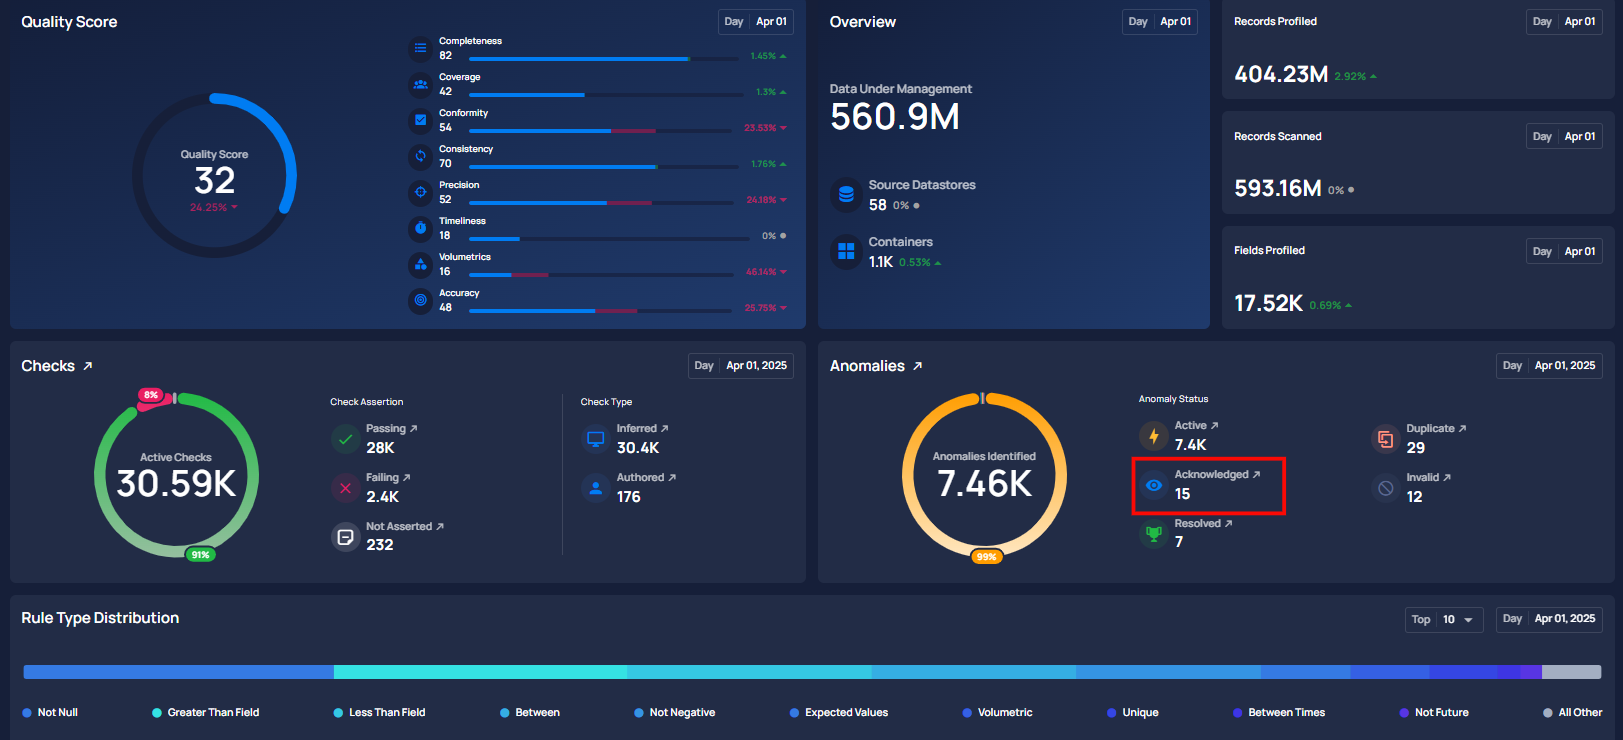 Quality Score
Day Apr 01
Quality Score
32
24.25%
Completeness
82
1.45%
Coverage
42
1.3%
Conformity
54
23.53%
Consistency
70
1.76%
Precision
52
24.18%
Timeliness
18
0%
Volumetrics
16
46.14%
Accuracy
48
25.75%
Overview
Day Apr 01
Data Under Management
560.9M
Source Datastores
58 0%
Containers
1.1K 0.53%
Records Profiled
Day Apr 01
404.23M 2.92%
Records Scanned
Day Apr 01
593.16M 0%
Fields Profiled
Day Apr 01
17.52K 0.69%
Checks
Day Apr 01, 2025
8%
Active Checks
30.59K
91%
Check Assertion
Passing
28K
Failing
2.4K
Not Asserted
232
Check Type
Inferred
30.4K
Authored
176
Anomalies
Day Apr 01, 2025
Anomalies Identified
7.46K
99%
Anomaly Status
Active
7.4K
Acknowledged
15
Resolved
7
Duplicate
29
Invalid
12
Rule Type Distribution
Top 10
Day Apr 01, 2025
Not Null
Greater Than Field
Less Than Field
Between
Not Negative
Expected Values
Volumetric
Unique
Between Times
Not Future
All Other